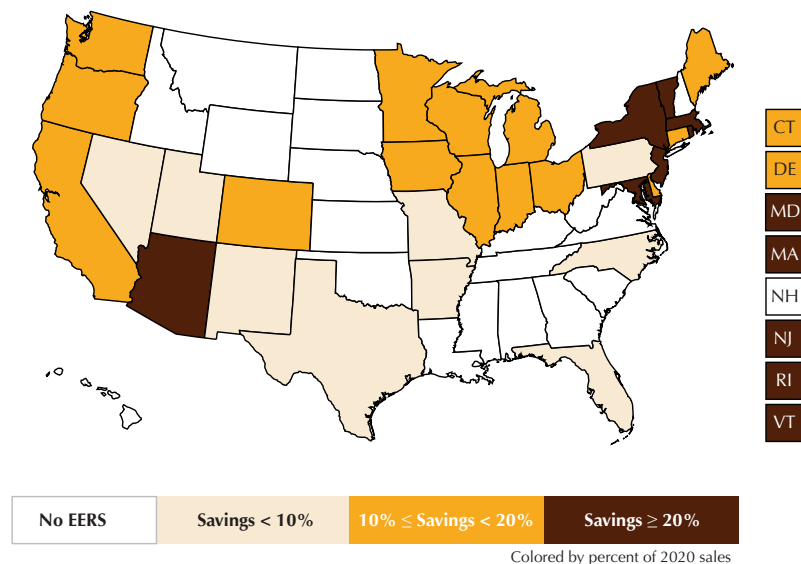 CT
DE
MD
MA
NH
NJ
RI
VT
No EERS
Savings < 10%
10% ≤ Savings < 20%
Savings ≥ 20%
Colored by percent of 2020 sales